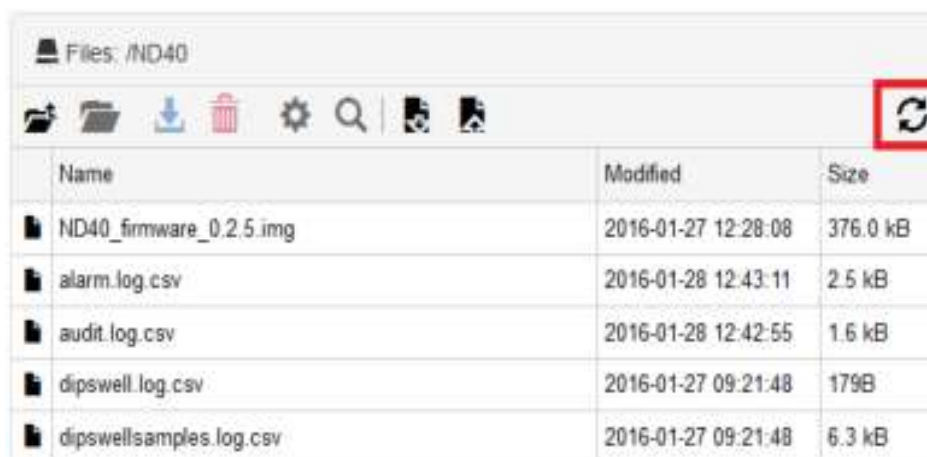 Files: /ND40
Name Modified Size
ND40_firmware_0.2.5.img 2016-01-27 12:28:08 376.0 kB
alarm.log.csv 2016-01-28 12:43:11 2.5 kB
audit.log.csv 2016-01-28 12:42:55 1.6 kB
dipswell.log.csv 2016-01-27 09:21:48 179B
dipswellsamples.log.csv 2016-01-27 09:21:48 6.3 kB